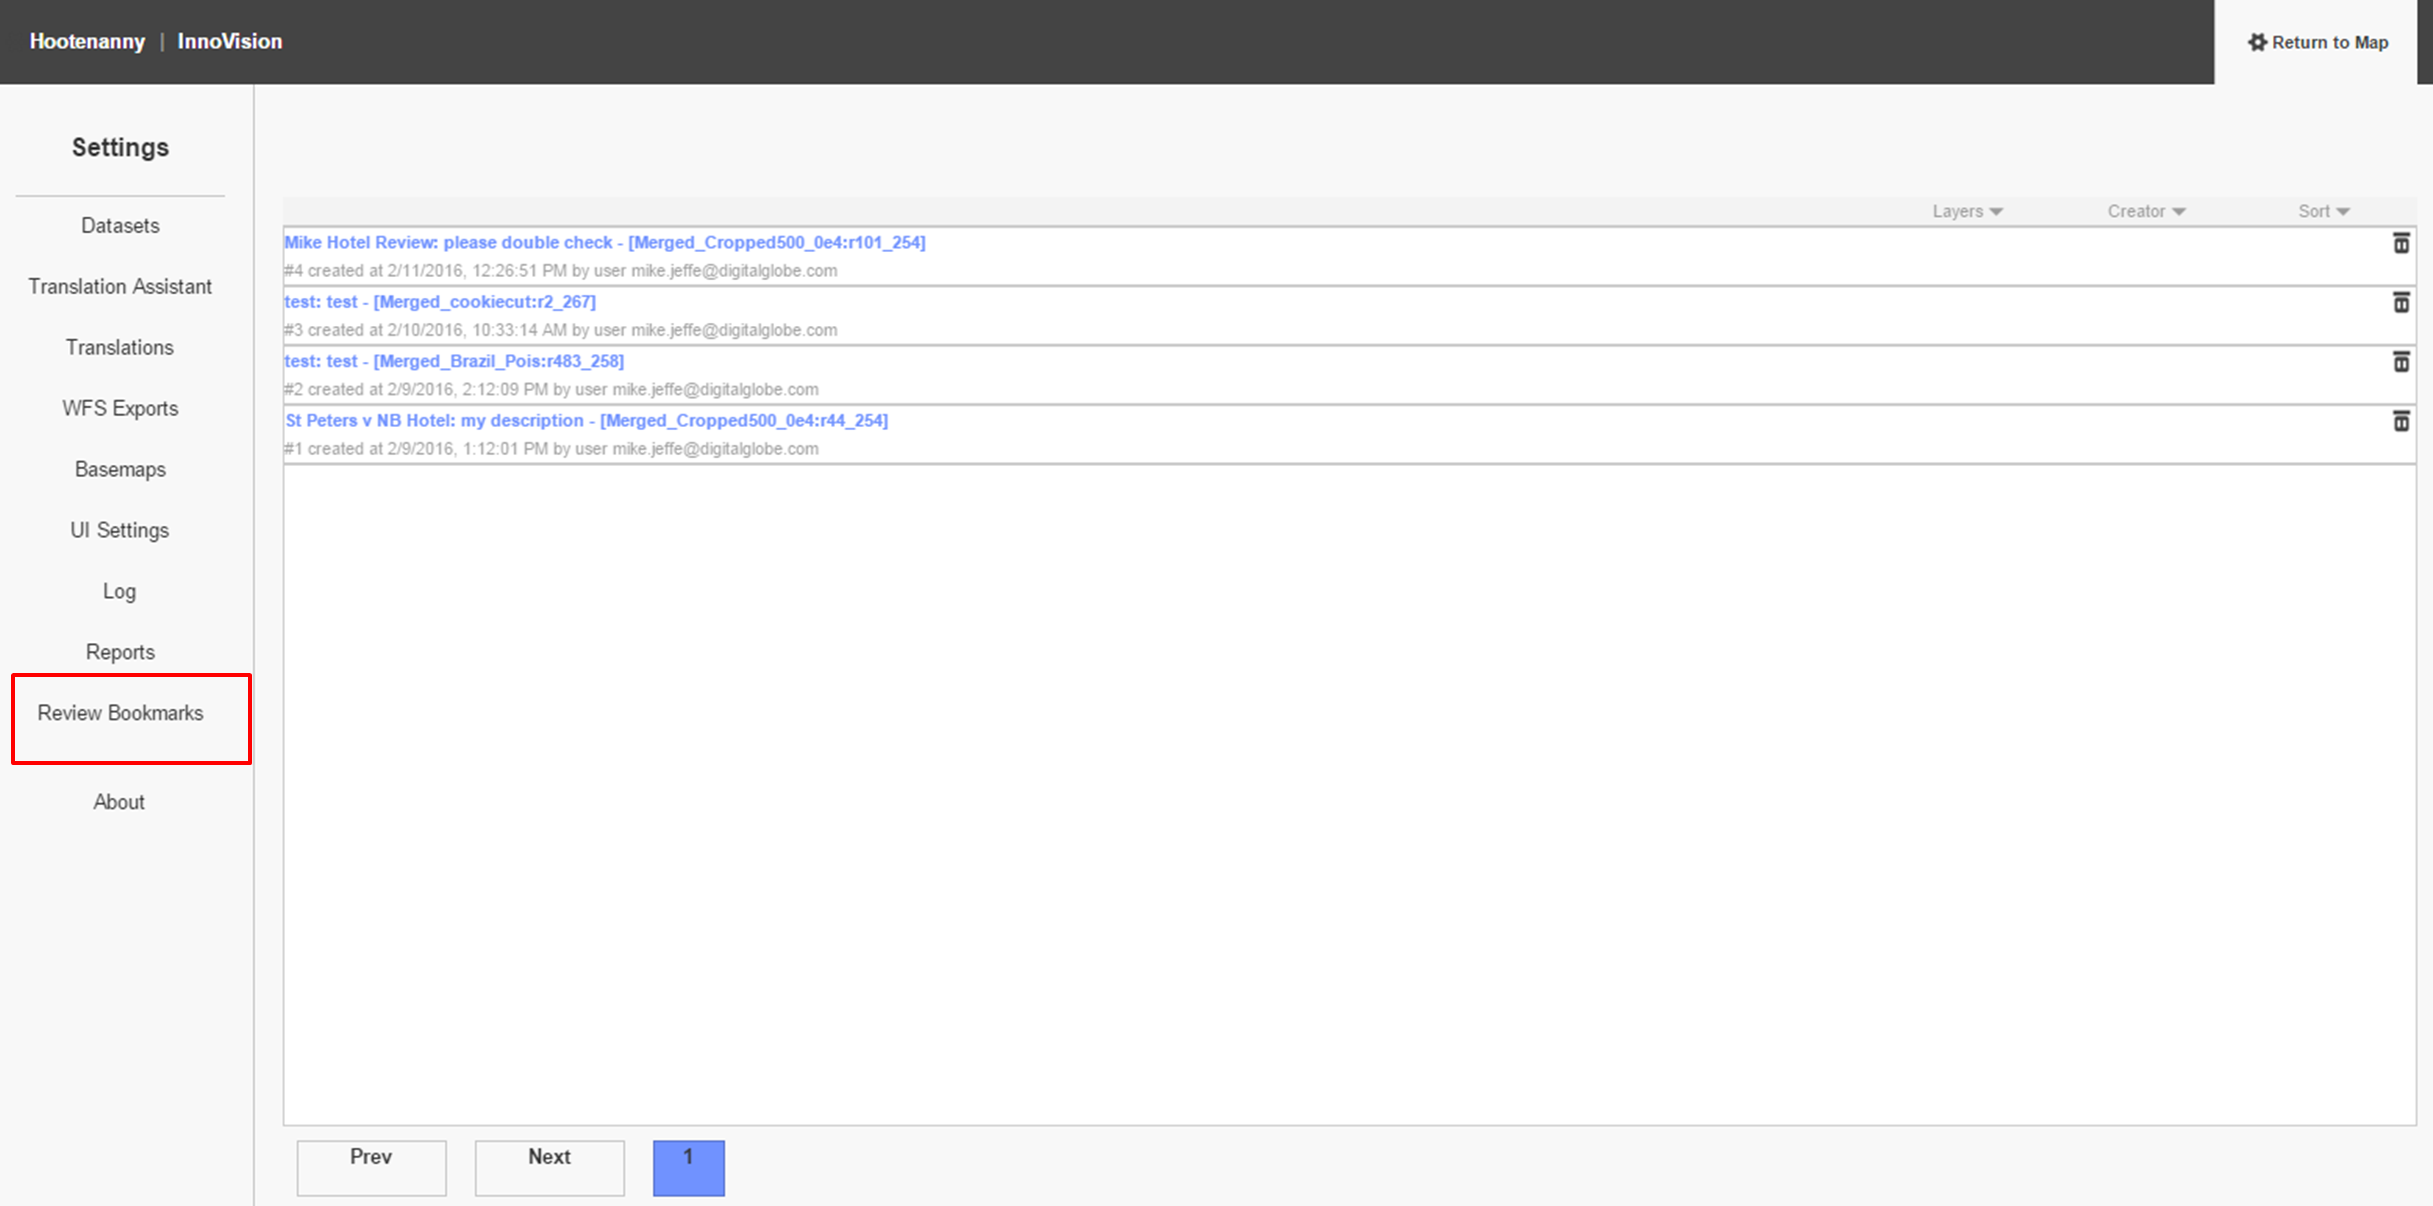 Hootenanny | InnoVision
Return to Map
Settings
Datasets
Translation Assistant
Translations
WFS Exports
Basemaps
UI Settings
Log
Reports
Review Bookmarks
About
Layers Creator Sort
Mike Hotel Review: please double check - [Merged_Cropped500_0e4:r101_254]
#4 created at 2/11/2016, 12:26:51 PM by user mike.jeffe@digitalglobe.com
test: test - [Merged_cookiecut:r2_267]
#3 created at 2/10/2016, 10:33:14 AM by user mike.jeffe@digitalglobe.com
test: test - [Merged_Brazil_Pois:r483_258]
#2 created at 2/9/2016, 2:12:09 PM by user mike.jeffe@digitalglobe.com
St Peters v NB Hotel: my description - [Merged_Cropped500_0e4:r44_254]
#1 created at 2/9/2016, 1:12:01 PM by user mike.jeffe@digitalglobe.com
Prev Next 1